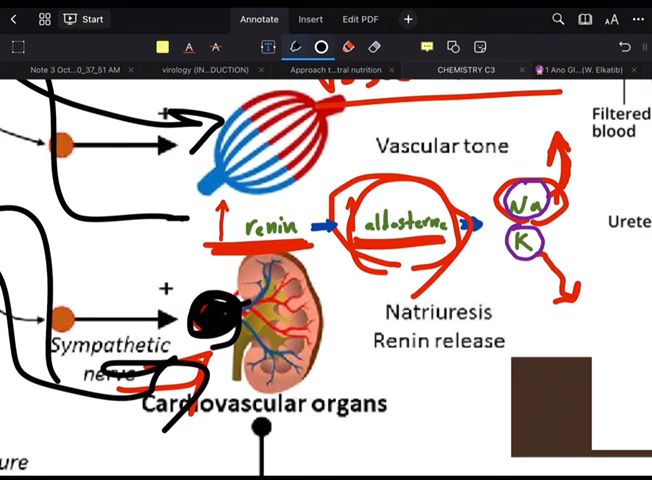 Start
Annotate
Insert
Edit PDF
Note 3 Oct...0_37_51 AM
virology (IN...DUCTION)
Approach t...tral nutrition
CHEMISTRY C3
1 Ano Gl...(W. Elkatib)
Filtered
blood
+
Vascular tone
Na
renin
aldosterne
K
Urete
+
Natriuresis
Renin release
Sympathetic
nerve
Cardiovascular organs
ure